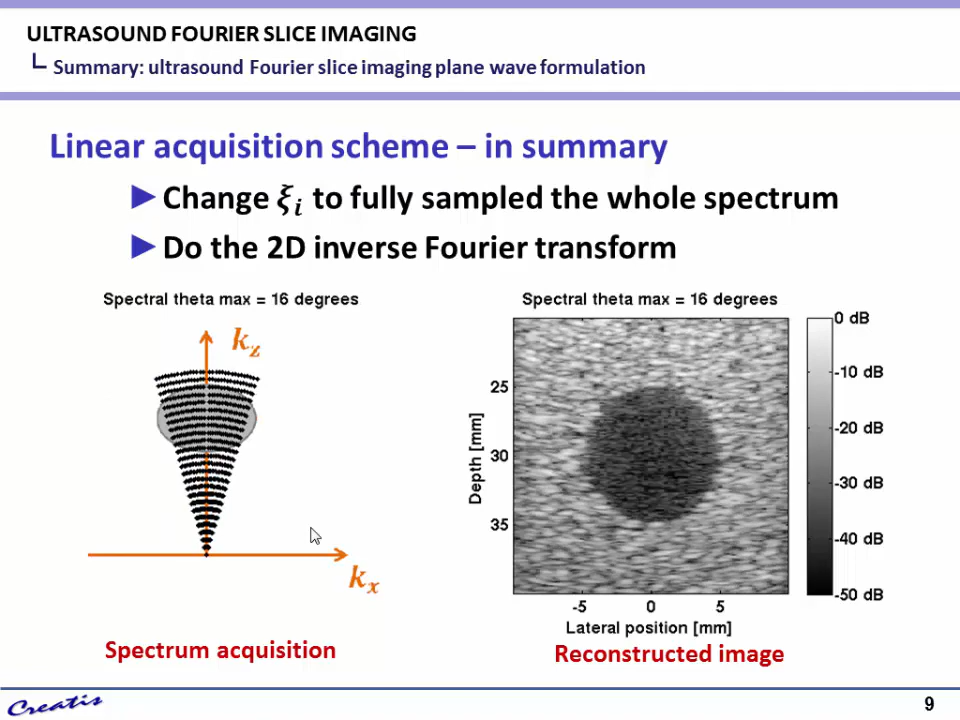 ULTRASOUND FOURIER SLICE IMAGING
Summary: ultrasound Fourier slice imaging plane wave formulation
Linear acquisition scheme – in summary
Change ξᵢ to fully sampled the whole spectrum
Do the 2D inverse Fourier transform
Spectral theta max = 16 degrees
k_z
k_x
Spectrum acquisition
Spectral theta max = 16 degrees
Depth [mm]
25
30
35
-5 0 5
Lateral position [mm]
0 dB
-10 dB
-20 dB
-30 dB
-40 dB
-50 dB
Reconstructed image
Creatis
9